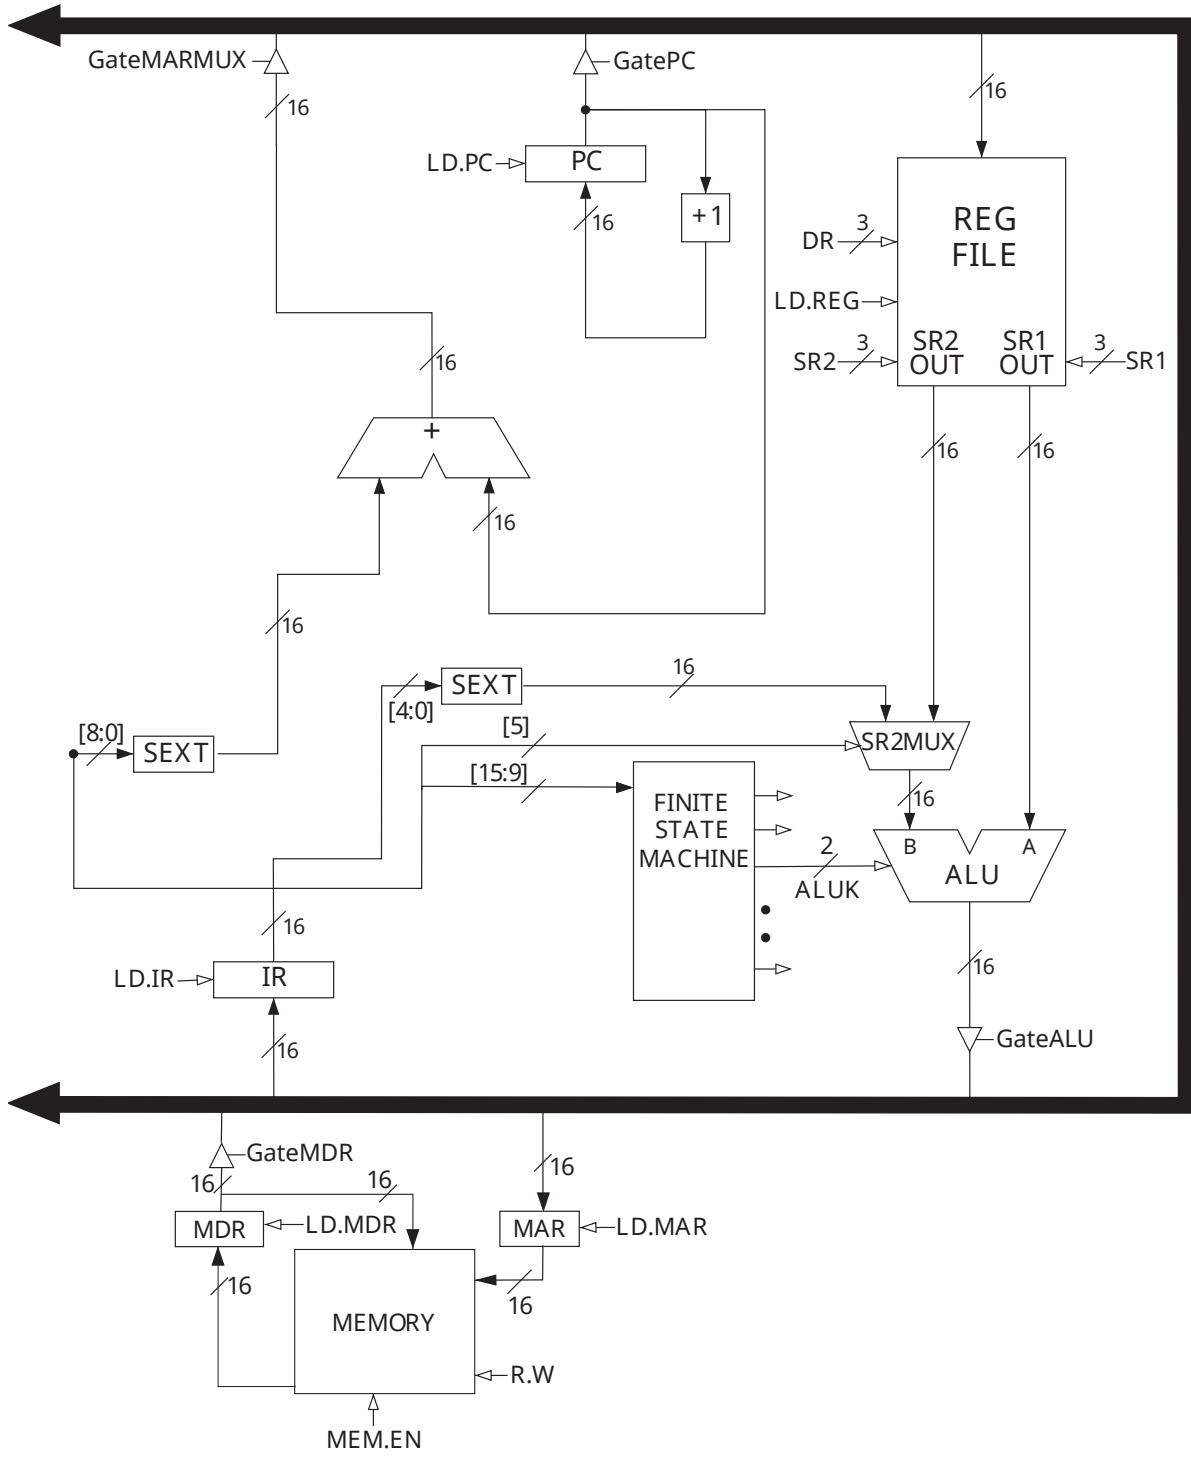 GateMARMUX
GatePC
16
16
LD.PC
PC
16
+1
REG
FILE
DR
3
LD.REG
SR2
3
SR2
OUT
SR1
OUT
3
SR1
16
+
16
16
16
16
SEXT
16
[4:0]
[8:0]
SEXT
[5]
SR2MUX
[15:9]
16
FINITE
STATE
MACHINE
2
ALUK
B
A
ALU
16
LD.IR
IR
16
16
GateALU
GateMDR
16
16
16
MDR
LD.MDR
MAR
LD.MAR
16
16
MEMORY
R.W
MEM.EN